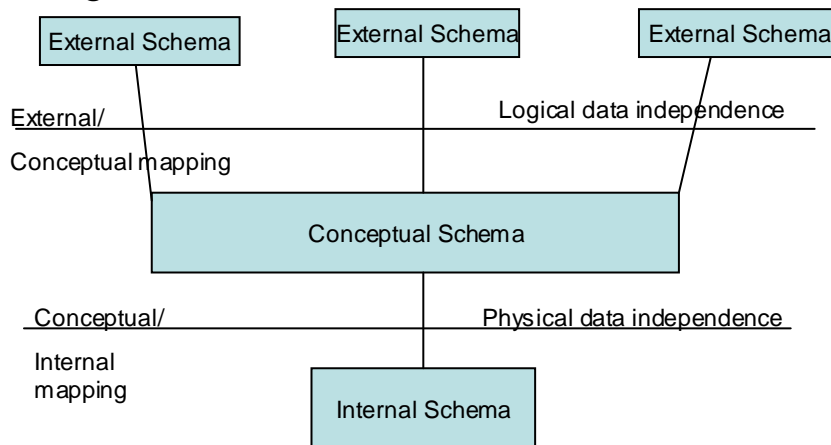 External Schema
External Schema
External Schema
External/
Logical data independence
Conceptual mapping
Conceptual Schema
Conceptual/
Physical data independence
Internal
mapping
Internal Schema